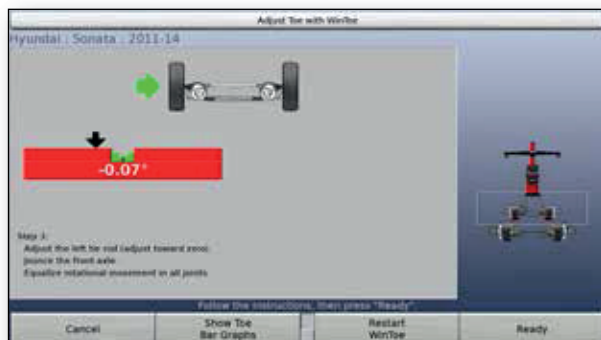 Adjust Toe with WinToe
Hyundai : Sonata : 2011-14
-0.07°
Step 3:
Adjust the left tie rod (adjust toward zero).
Jounce the front axle.
Equalize rotational movement in all joints.
Follow the instructions, then press "Ready".
Cancel
Show Toe
Bar Graphs
Restart
WinToe
Ready